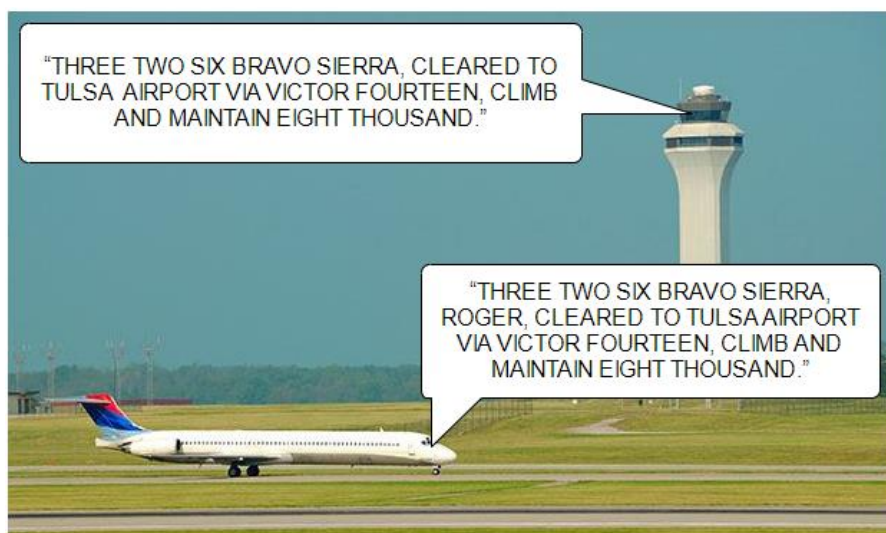 “THREE TWO SIX BRAVO SIERRA, CLEARED TO
TULSA AIRPORT VIA VICTOR FOURTEEN, CLIMB
AND MAINTAIN EIGHT THOUSAND.”
“THREE TWO SIX BRAVO SIERRA,
ROGER, CLEARED TO TULSA AIRPORT
VIA VICTOR FOURTEEN, CLIMB AND
MAINTAIN EIGHT THOUSAND.”